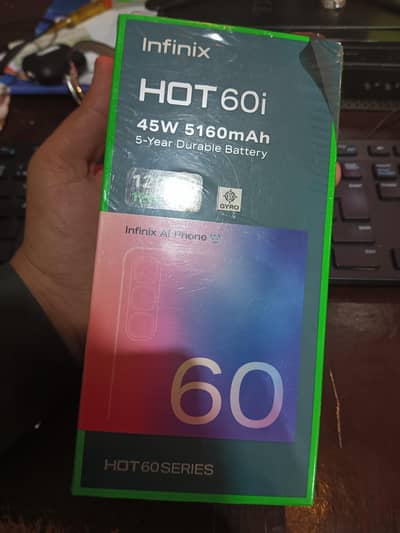 Infinix
HOT 60i
45W 5160mAh
5-Year Durable Battery
GYRO
Infinix AI Phone
60
HOT 60 SERIES